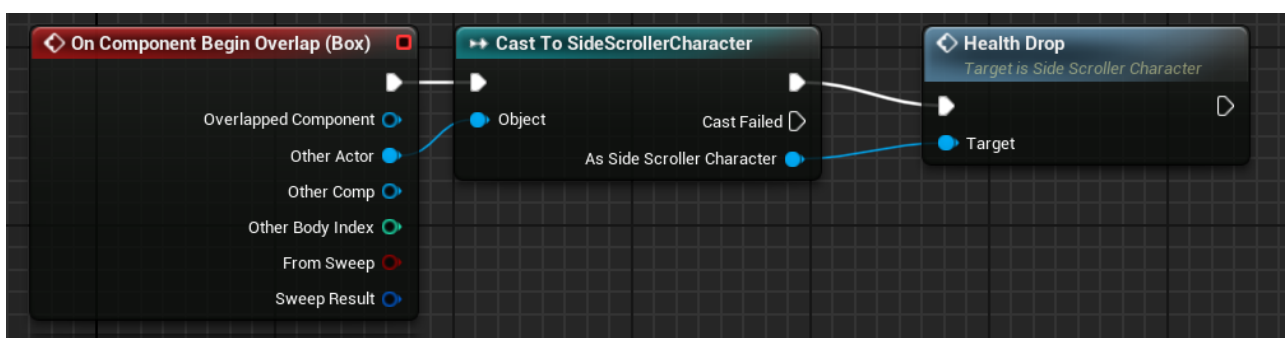 On Component Begin Overlap (Box)
Overlapped Component
Other Actor
Other Comp
Other Body Index
From Sweep
Sweep Result
Cast To SideScrollerCharacter
Object
Cast Failed
As Side Scroller Character
Health Drop
Target is Side Scroller Character
Target